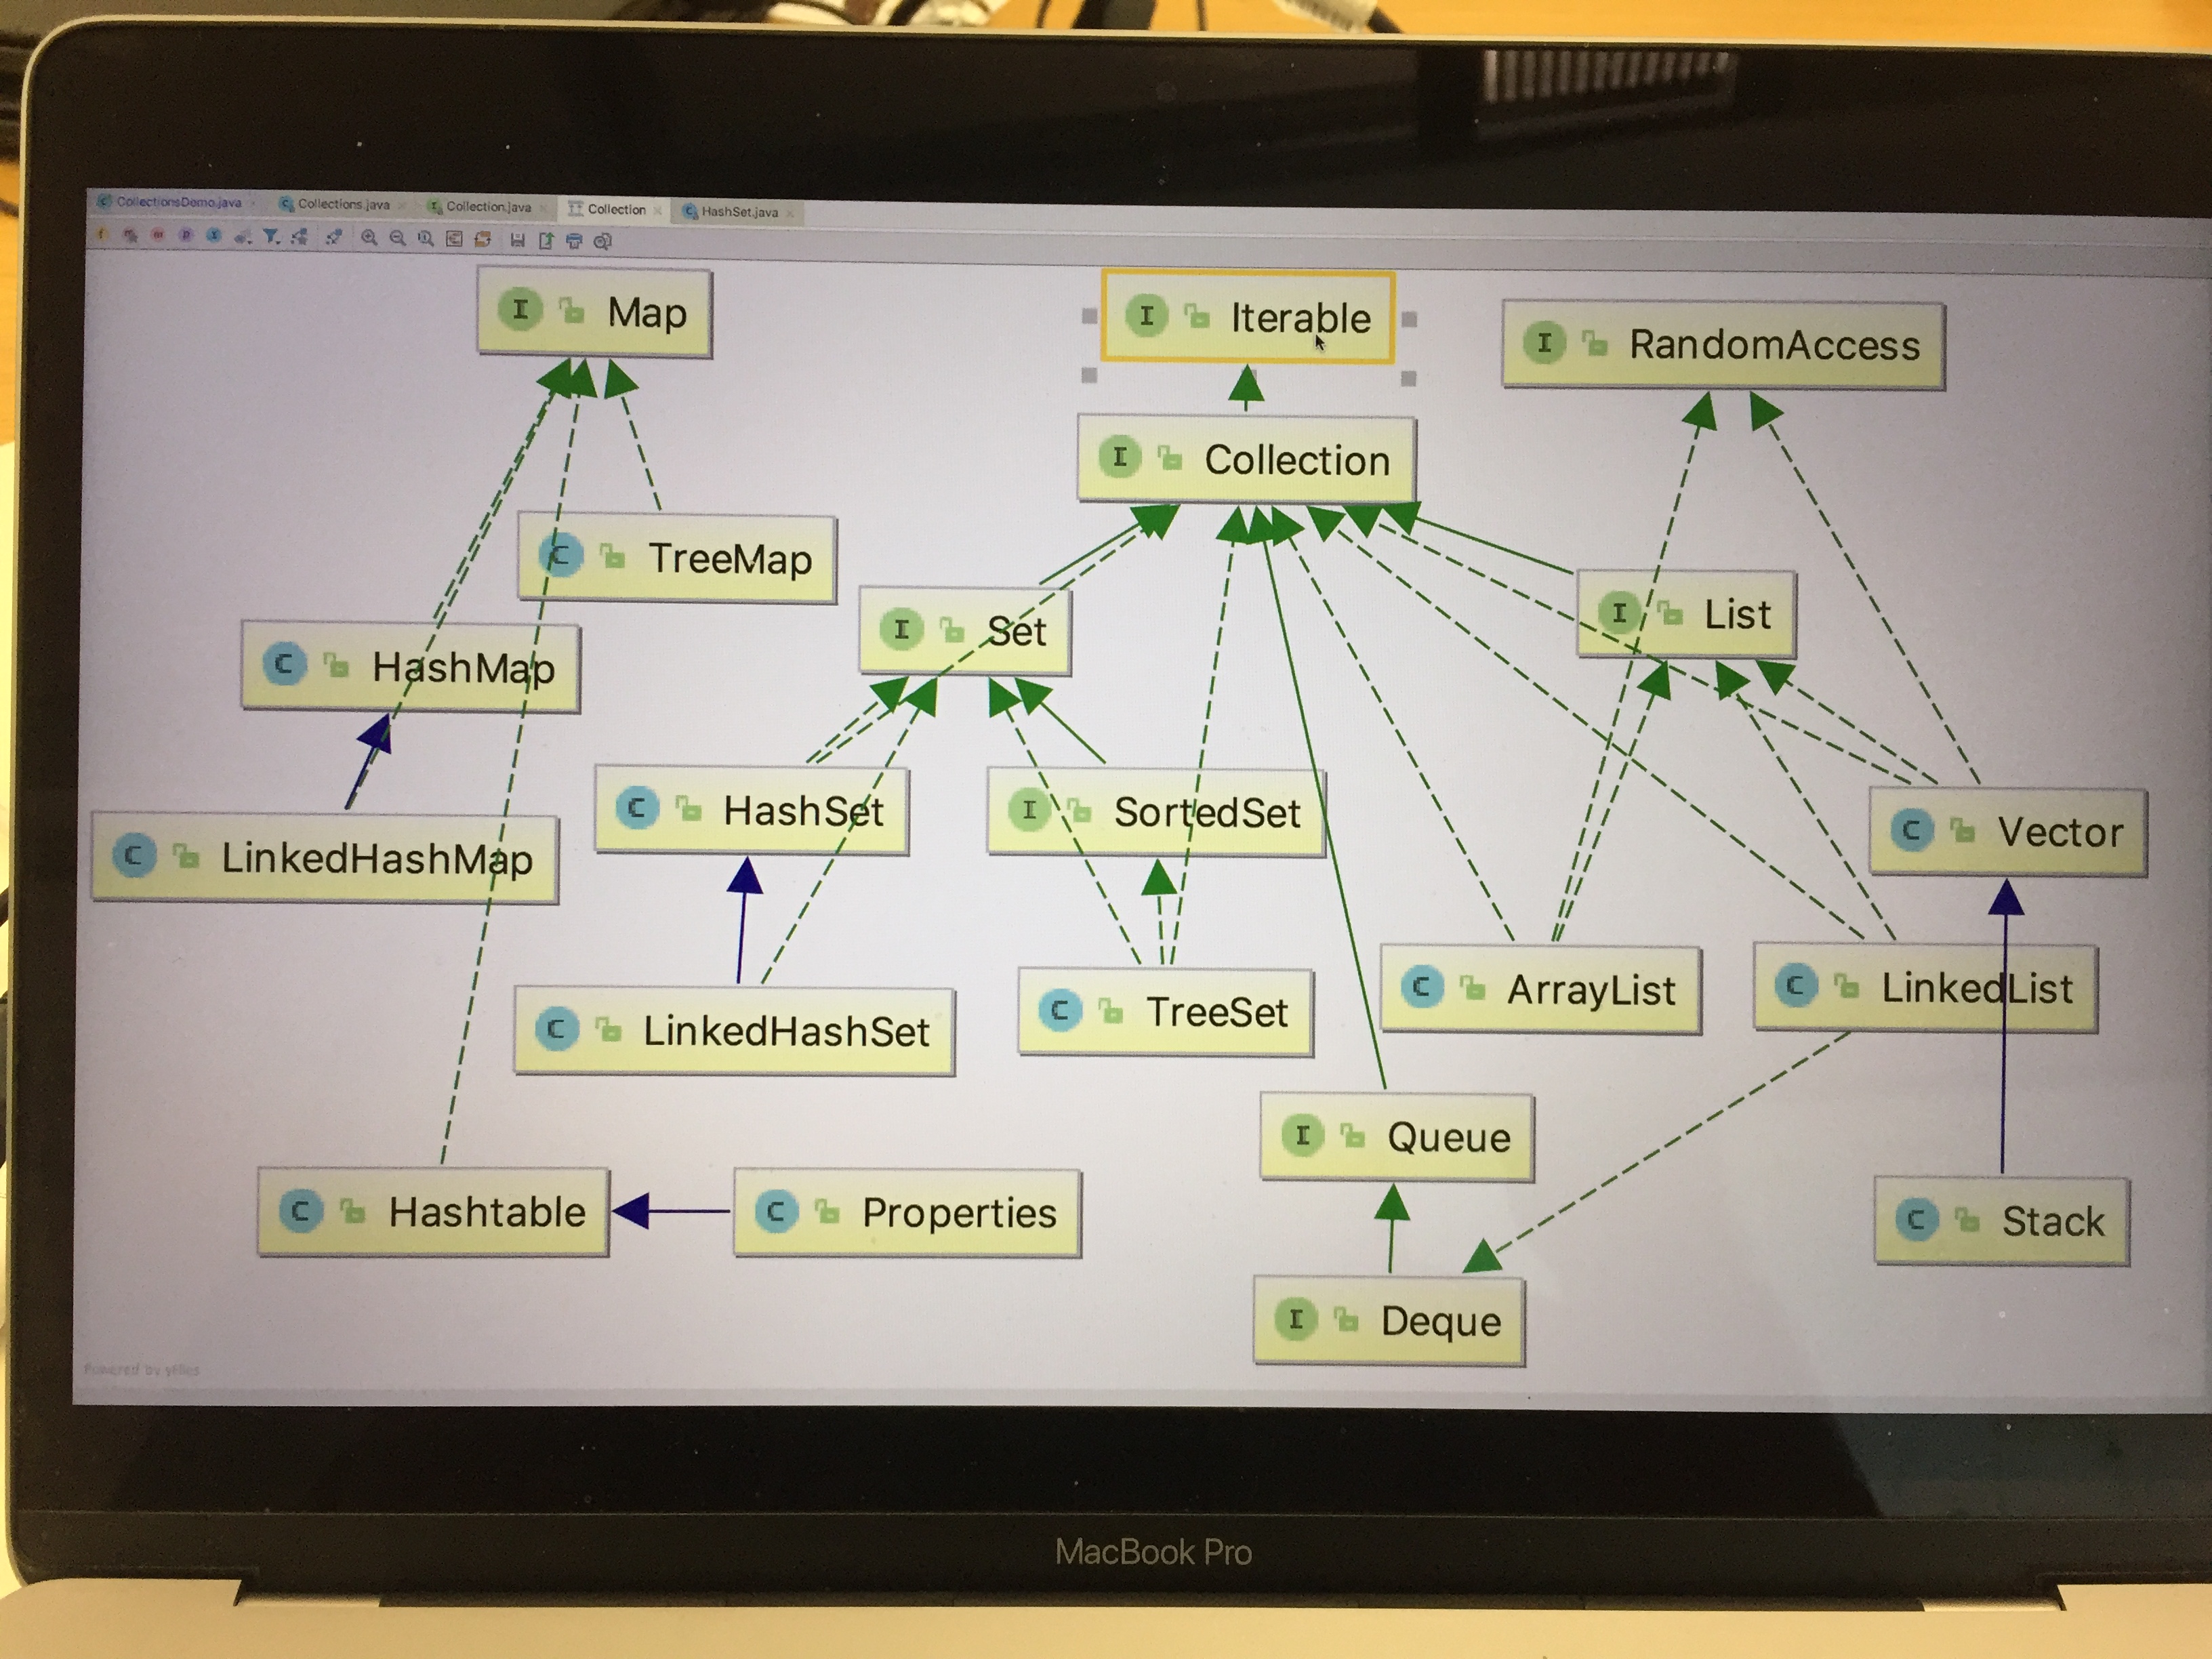 CollectionsDemo.java
Collections.java
Collection.java
Collection
HashSet.java
I Map
I Iterable
I RandomAccess
I Collection
C TreeMap
I Set
I List
C HashMap
C HashSet
I SortedSet
C Vector
C LinkedHashMap
C LinkedHashSet
C TreeSet
C ArrayList
C LinkedList
I Queue
C Hashtable
C Properties
C Stack
I Deque
Powered by yFiles
MacBook Pro